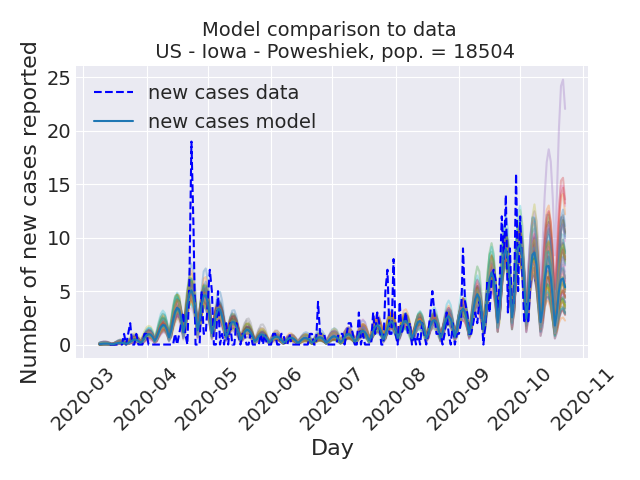 Model comparison to data
US - Iowa - Poweshiek, pop. = 18504
Number of new cases reported
25
20
15
10
5
0
new cases data
new cases model
2020-03
2020-04
2020-05
2020-06
2020-07
2020-08
2020-09
2020-10
2020-11
Day